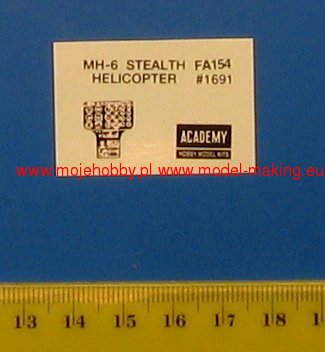 MH-6 STEALTH FA154
HELICOPTER #1691
ACADEMY
HOBBY MODEL KITS
www.mojehobby.pl www.model-making.eu
13 14 15 16 17 18